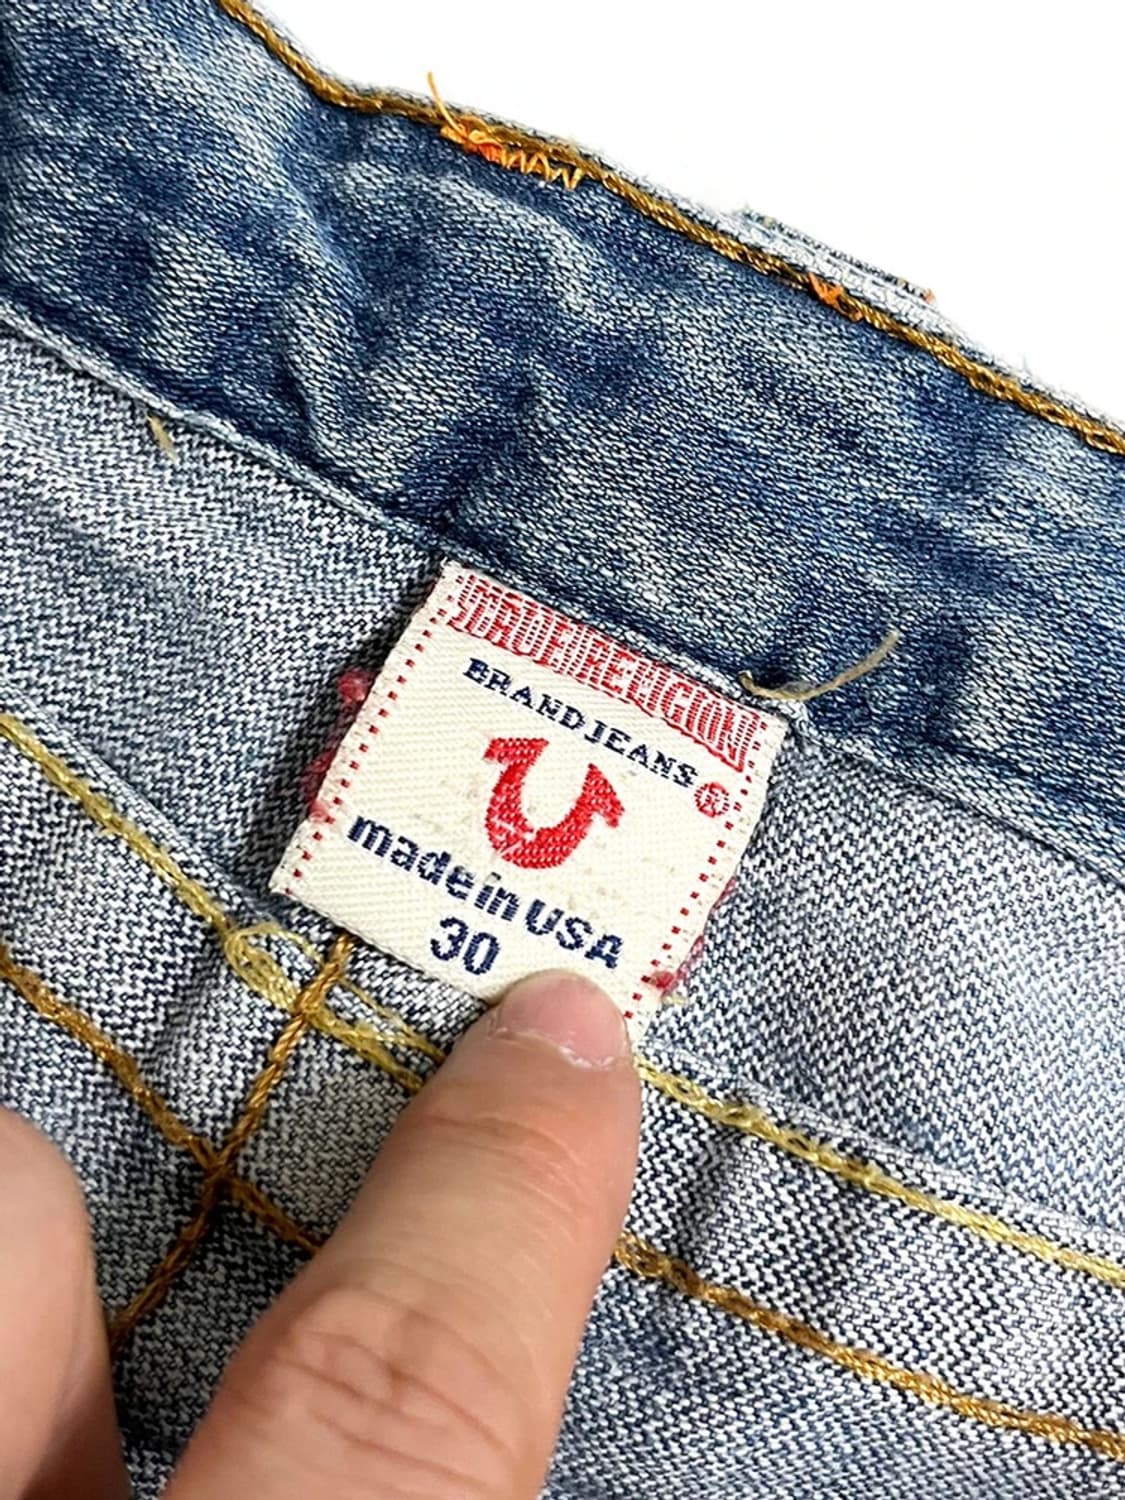 TRUE RELIGION
BRAND JEANS
®
made in USA
30